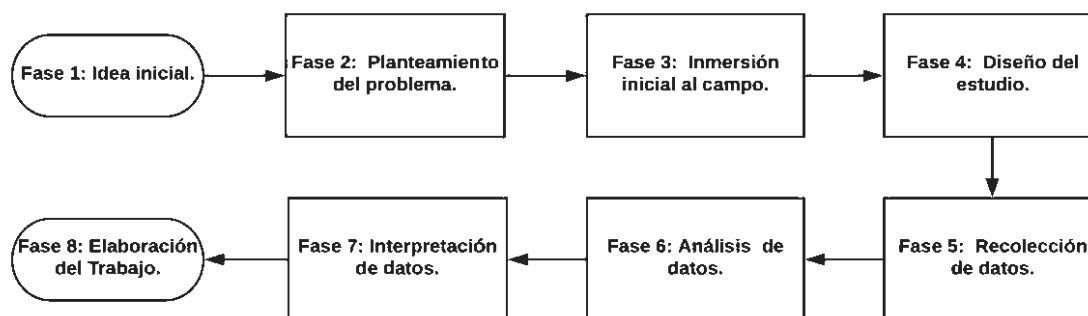 Fase 1: Idea inicial.
Fase 2: Planteamiento
del problema.
Fase 3: Inmersión
inicial al campo.
Fase 4: Diseño del
estudio.
Fase 5: Recolección
de datos.
Fase 6: Análisis de
datos.
Fase 7: Interpretación
de datos.
Fase 8: Elaboración
del Trabajo.